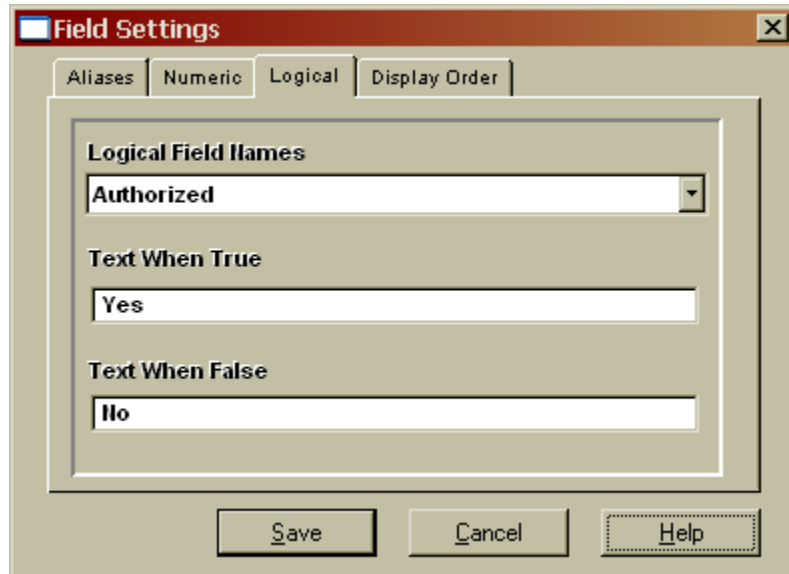 Field Settings
Aliases Numeric Logical Display Order
Logical Field Names
Authorized
Text When True
Yes
Text When False
No
Save Cancel Help